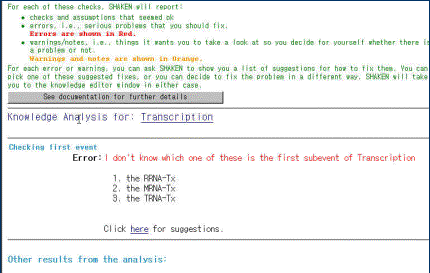 For each of these checks, SHAKEN will report:
● checks and assumptions that seemed ok
● errors, i.e., serious problems that you should fix.
Errors are shown in Red.
● warnings/notes, i.e., things it wants you to take a look at so you decide for yourself whether there is
a problem or not.
Warnings and notes are shown in Orange.
For each error or warning, you can ask SHAKEN to show you a list of suggestions for how to fix them. You can
pick one of these suggested fixes, or you can decide to fix the problem in a different way. SHAKEN will take
you to the knowledge editor window in either case.
See documentation for further details
Knowledge Analysis for: Transcription
Checking first event
Error: I don't know which one of these is the first subevent of Transcription
1. the RRNA-Tx
2. the MRNA-Tx
3. the TRNA-Tx
Click here for suggestions.
Other results from the analysis: